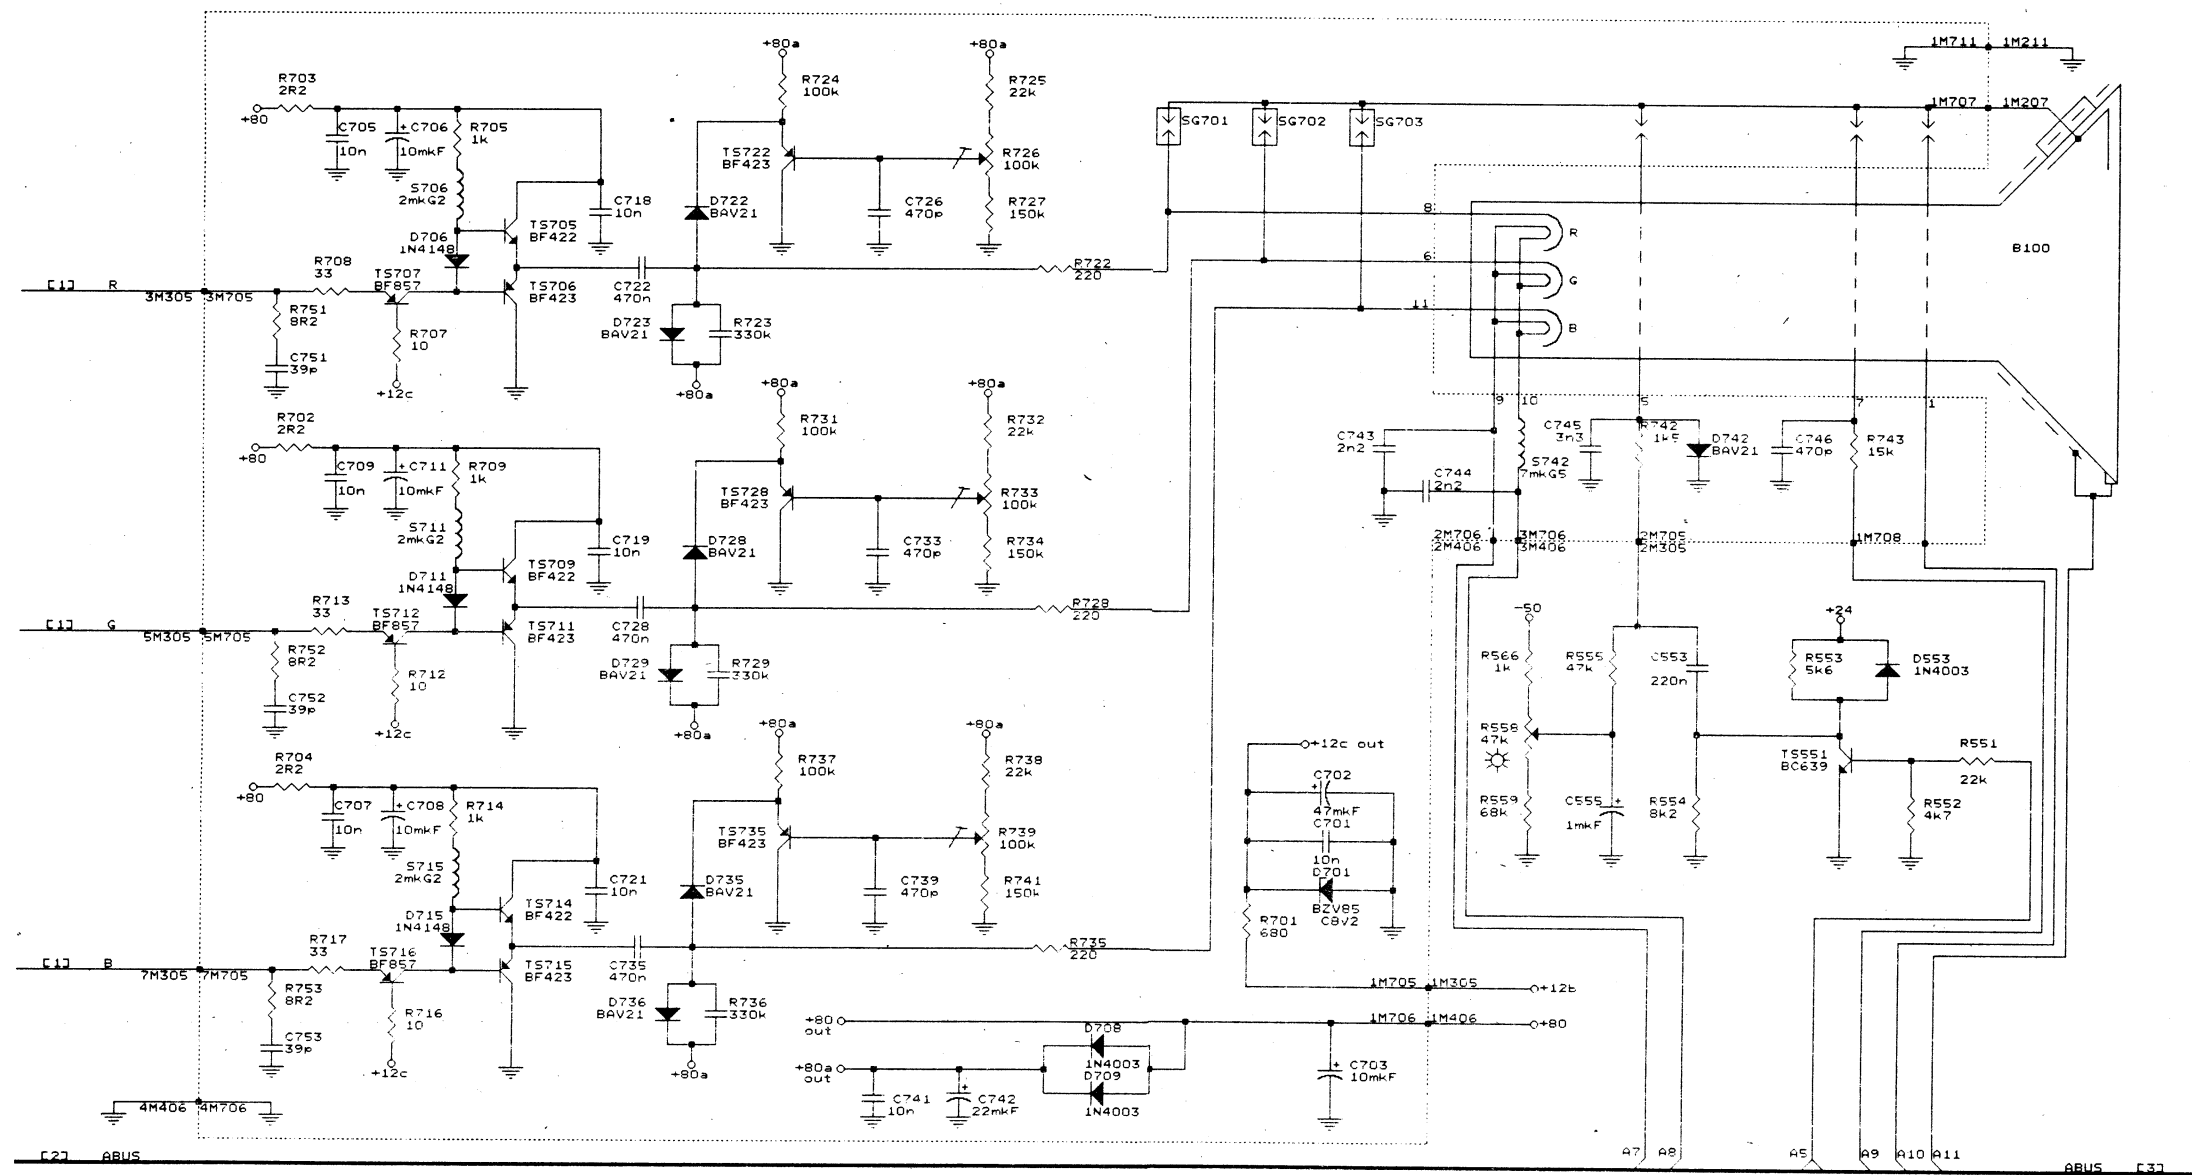 +80a
+80a
1M711 1M211
R703
2R2
R724
100k
R725
22k
+80
C705
10n
C706
10mkF
R705
1k
SG701
SG702
SG703
1M707 1M207
TS722
BF423
R726
100k
S706
2mkG2
C718
10n
D722
BAV21
C726
470p
R727
150k
8
D706
1N4148
TS705
BF422
R
B100
R708
33
TS707
BF857
R722
220
6
[1] R
3M305 3M705
TS706
BF423
C722
470n
G
R751
8R2
11
R707
10
D723
BAV21
R723
330k
B
C751
39p
+12c
+80a
+80a
+80a
9
10
5
7
1
R702
2R2
R731
100k
R732
22k
+80
C709
10n
C711
10mkF
R709
1k
C743
2n2
C745
3n3
R742
1k5
D742
BAV21
C746
470p
R743
15k
S742
7mkG5
C744
2n2
TS728
BF423
R733
100k
S711
2mkG2
C719
10n
D728
BAV21
C733
470p
R734
150k
2M706
2M406
3M706
3M406
2M705
2M305
1M708
D711
1N4148
TS709
BF422
R713
33
TS712
BF857
R728
220
[1] G
5M305 5M705
TS711
BF423
C728
470n
-50
+24
R752
8R2
R712
10
D729
BAV21
R729
330k
R566
1k
R555
47k
C553
220n
R553
5k6
D553
1N4003
C752
39p
+12c
+80a
+80a
+80a
R558
47k
+12c out
TS551
BC639
R551
22k
R704
2R2
R737
100k
R738
22k
C702
47mkF
+80
C707
10n
C708
10mkF
R714
1k
C701
10n
R559
68k
C555
1mkF
R554
8k2
R552
4k7
TS735
BF423
R739
100k
S715
2mkG2
C721
10n
D735
BAV21
C739
470p
R741
150k
D701
BZV85
C8V2
D715
1N4148
TS714
BF422
R701
680
R717
33
TS716
BF857
R735
220
[1] B
7M305 7M705
TS715
BF423
C735
470n
R753
8R2
1M705 1M305
+12b
R716
10
D736
BAV21
R736
330k
+80
out
1M706 1M406
+80
C753
39p
+12c
+80a
+80a
out
D708
1N4003
D709
1N4003
C703
10mkF
C741
10n
C742
22mkF
4M406 4M706
A7
A8
A5
A9
A10
A11
[2] ABUS
ABUS [3]